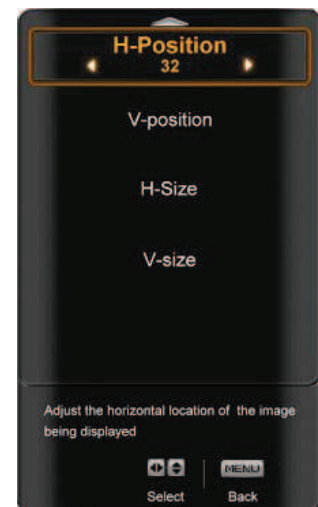 H-Position
32
V-position
H-Size
V-size
Adjust the horizontal location of the image
being displayed
MENU
Select Back